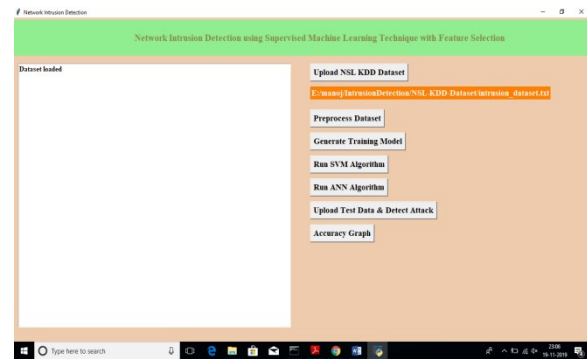 Network Intrusion Detection
Network Intrusion Detection using Supervised Machine Learning Technique with Feature Selection
Dataset loaded
Upload NSL KDD Dataset
E:/manoj/IntrusionDetection/NSL-KDD-Dataset/intrusion_dataset.txt
Preprocess Dataset
Generate Training Model
Run SVM Algorithm
Run ANN Algorithm
Upload Test Data & Detect Attack
Accuracy Graph
Type here to search
23:06
19-11-2019